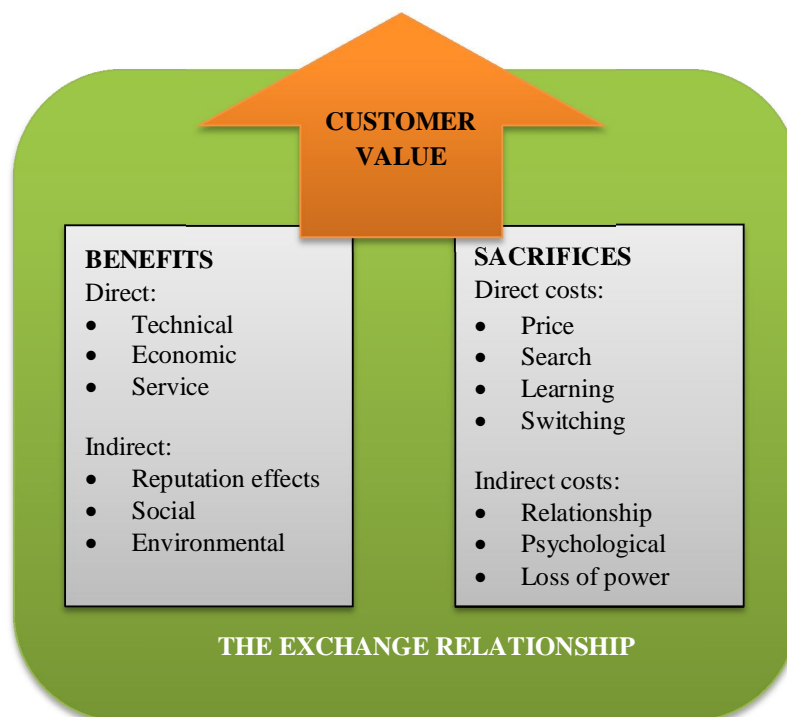 CUSTOMER
VALUE
BENEFITS
Direct:
• Technical
• Economic
• Service
Indirect:
• Reputation effects
• Social
• Environmental
SACRIFICES
Direct costs:
• Price
• Search
• Learning
• Switching
Indirect costs:
• Relationship
• Psychological
• Loss of power
THE EXCHANGE RELATIONSHIP